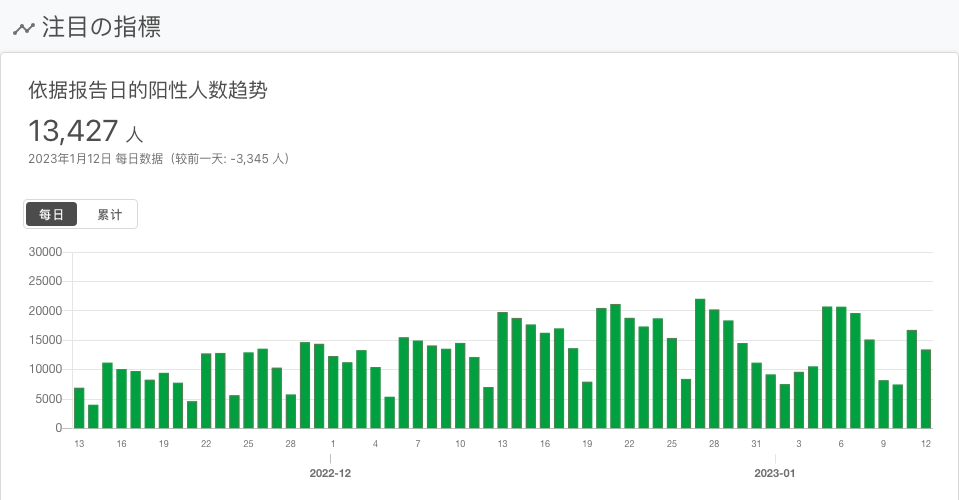 注目の指標
依据报告日的阳性人数趋势
13,427 人
2023年1月12日 每日数据（较前一天: -3,345 人）
每日 累计
30000
25000
20000
15000
10000
5000
0
13 16 19 22 25 28 1 4 7 10 13 16 19 22 25 28 31 3 6 9 12
2022-12 2023-01